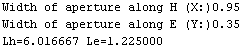 Width of aperture along H (X:)0.95
Width of aperture along E (Y:)0.35
Lh=6.016667 Le=1.225000